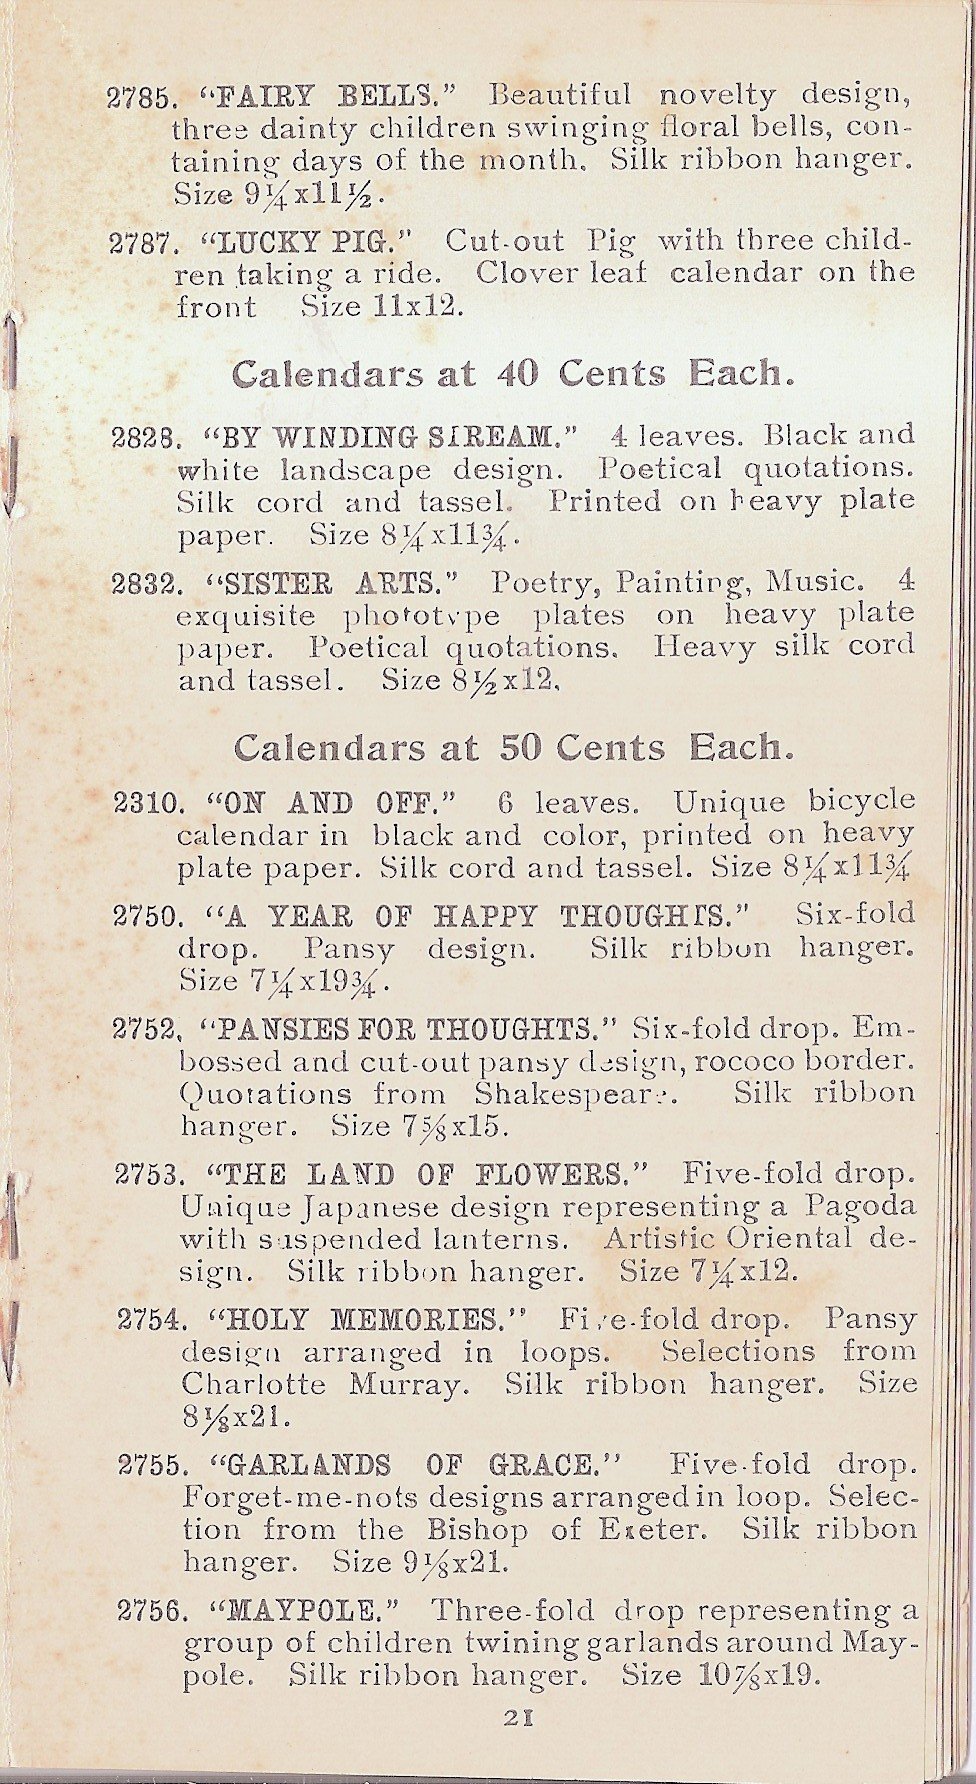 2785. “FAIRY BELLS.” Beautiful novelty design,
three dainty children swinging floral bells, con-
taining days of the month. Silk ribbon hanger.
Size 9¼x11½.
2787. “LUCKY PIG.” Cut-out Pig with three child-
ren taking a ride. Clover leaf calendar on the
front Size 11x12.
Calendars at 40 Cents Each.
2828. “BY WINDING STREAM.” 4 leaves. Black and
white landscape design. Poetical quotations.
Silk cord and tassel. Printed on heavy plate
paper. Size 8¼x11¾.
2832. “SISTER ARTS.” Poetry, Painting, Music. 4
exquisite phototype plates on heavy plate
paper. Poetical quotations. Heavy silk cord
and tassel. Size 8½x12.
Calendars at 50 Cents Each.
2310. “ON AND OFF.” 6 leaves. Unique bicycle
calendar in black and color, printed on heavy
plate paper. Silk cord and tassel. Size 8¼x11¾
2750. “A YEAR OF HAPPY THOUGHTS.” Six-fold
drop. Pansy design. Silk ribbon hanger.
Size 7¼x19¾.
2752. “PANSIES FOR THOUGHTS.” Six-fold drop. Em-
bossed and cut-out pansy design, rococo border.
Quotations from Shakespeare. Silk ribbon
hanger. Size 7⅝x15.
2753. “THE LAND OF FLOWERS.” Five-fold drop.
Unique Japanese design representing a Pagoda
with suspended lanterns. Artistic Oriental de-
sign. Silk ribbon hanger. Size 7¼x12.
2754. “HOLY MEMORIES.” Five-fold drop. Pansy
design arranged in loops. Selections from
Charlotte Murray. Silk ribbon hanger. Size
8⅛x21.
2755. “GARLANDS OF GRACE.” Five-fold drop.
Forget-me-nots designs arranged in loop. Selec-
tion from the Bishop of Exeter. Silk ribbon
hanger. Size 9⅛x21.
2756. “MAYPOLE.” Three-fold drop representing a
group of children twining garlands around May-
pole. Silk ribbon hanger. Size 10⅞x19.
21